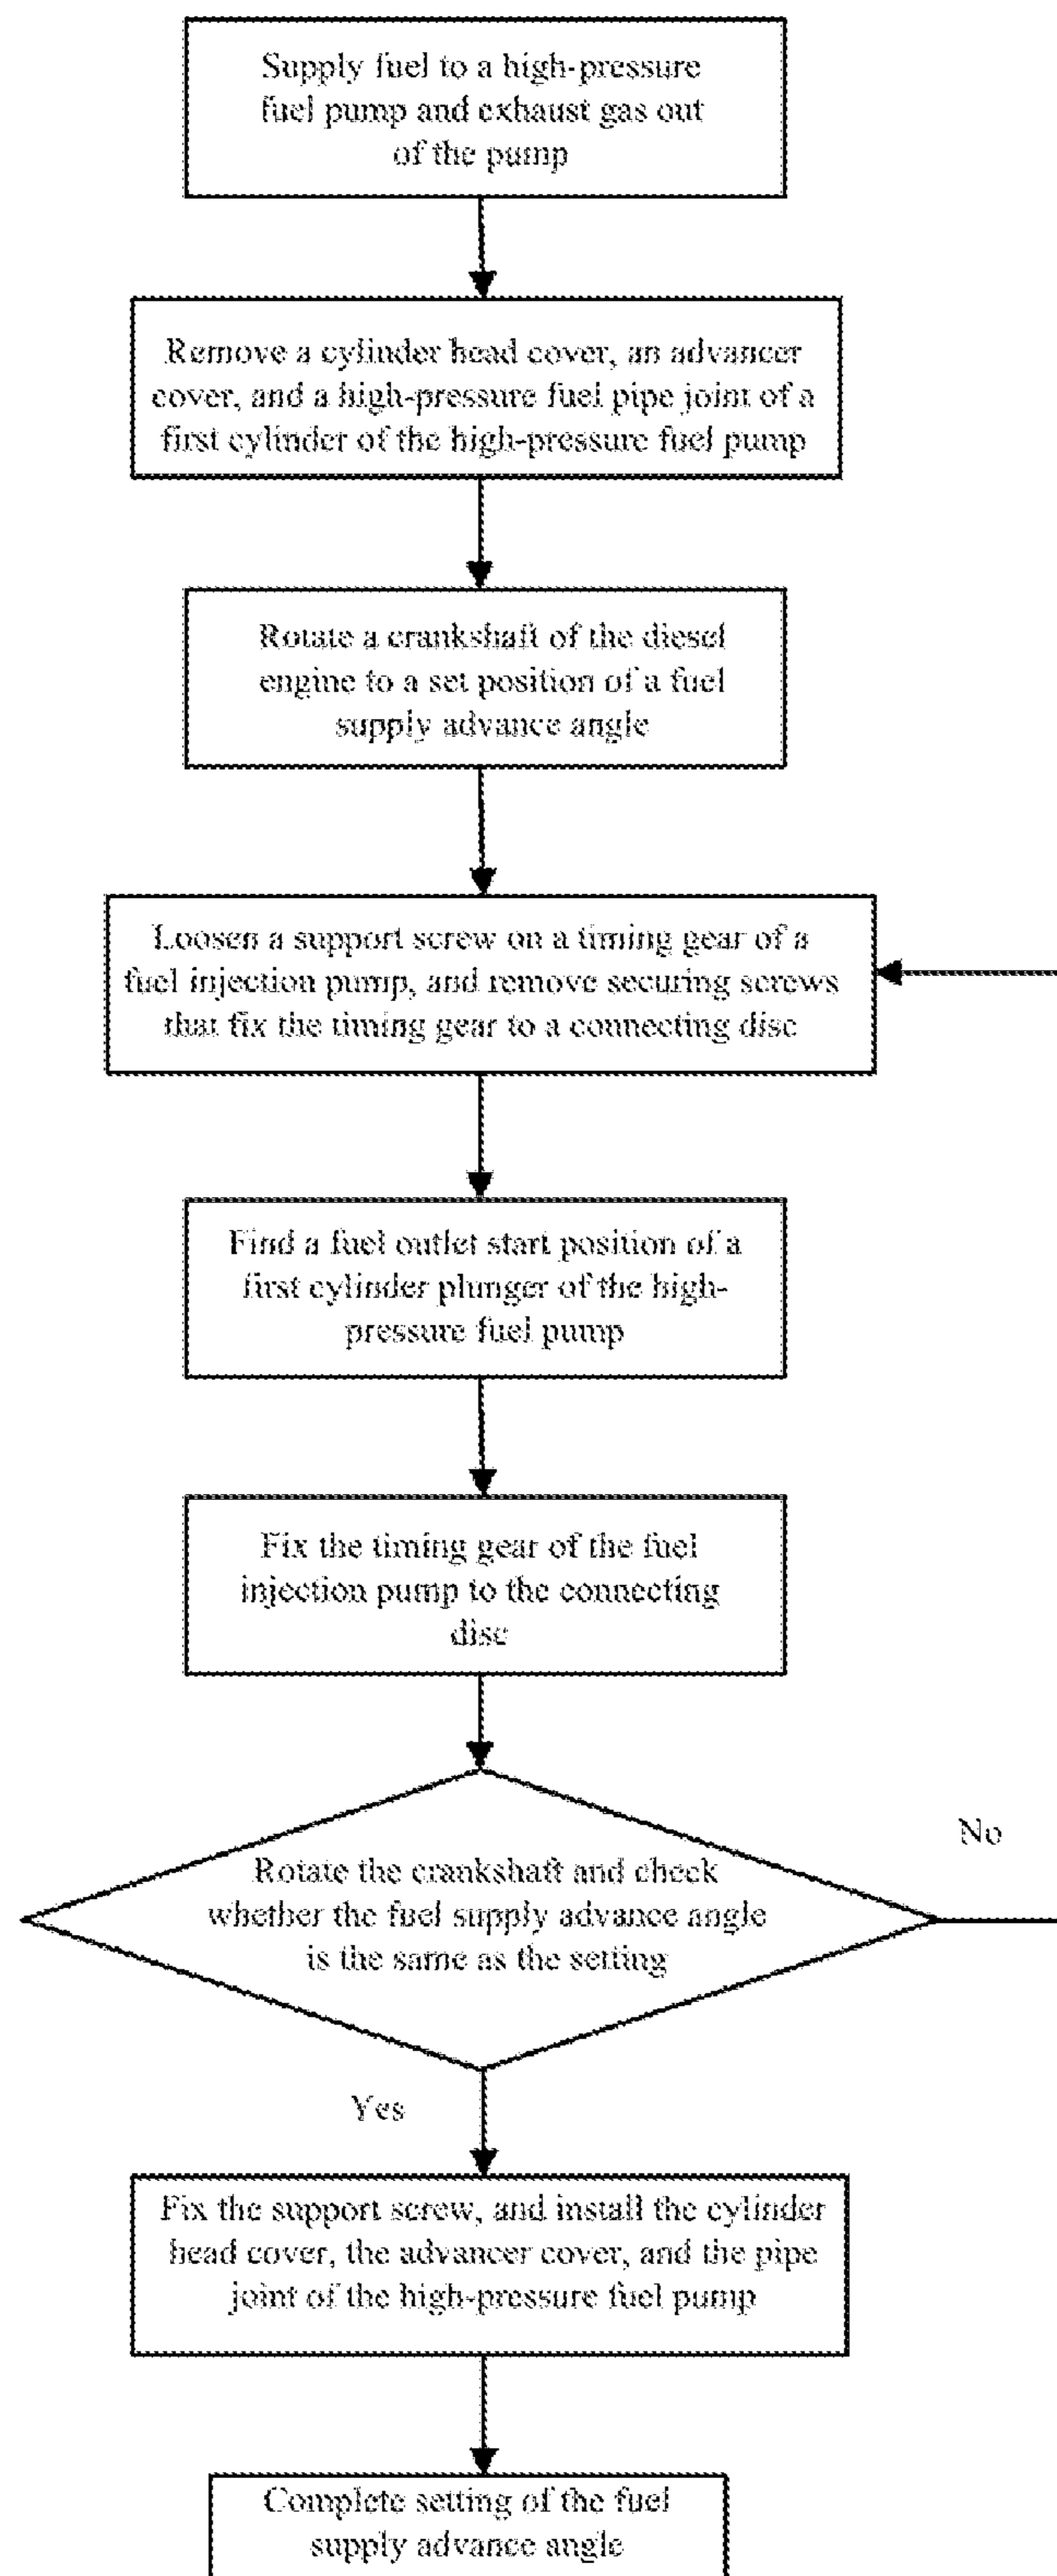 Supply fuel to a high-pressure
fuel pump and exhaust gas out
of the pump
Remove a cylinder head cover, an advancer
cover, and a high-pressure fuel pipe joint of a
first cylinder of the high-pressure fuel pump
Rotate a crankshaft of the diesel
engine to a set position of a fuel
supply advance angle
Loosen a support screw on a timing gear of a
fuel injection pump, and remove securing screws
that fix the timing gear to a connecting disc
Find a fuel outlet start position of a
first cylinder plunger of the high-
pressure fuel pump
Fix the timing gear of the fuel
injection pump to the connecting
disc
No
Rotate the crankshaft and check
whether the fuel supply advance angle
is the same as the setting
Yes
Fix the support screw, and install the cylinder
head cover, the advancer cover, and the pipe
joint of the high-pressure fuel pump
Complete setting of the fuel
supply advance angle